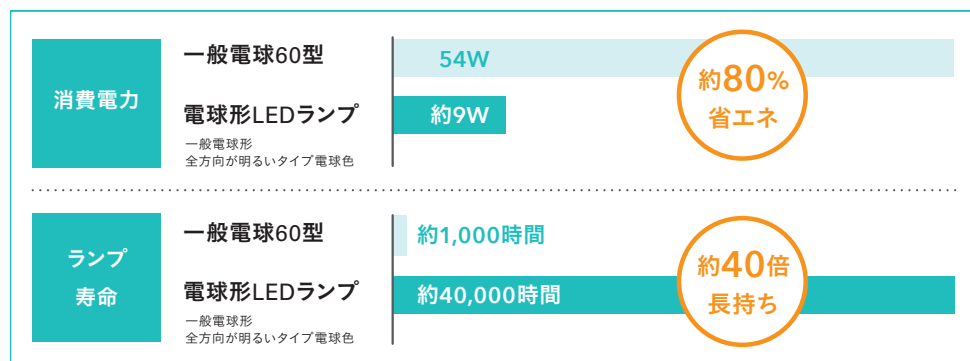 消費電力
一般電球60型
54W
電球形LEDランプ
一般電球形
全方向が明るいタイプ電球色
約9W
約80%
省エネ
ランプ
寿命
一般電球60型
約1,000時間
電球形LEDランプ
一般電球形
全方向が明るいタイプ電球色
約40,000時間
約40倍
長持ち